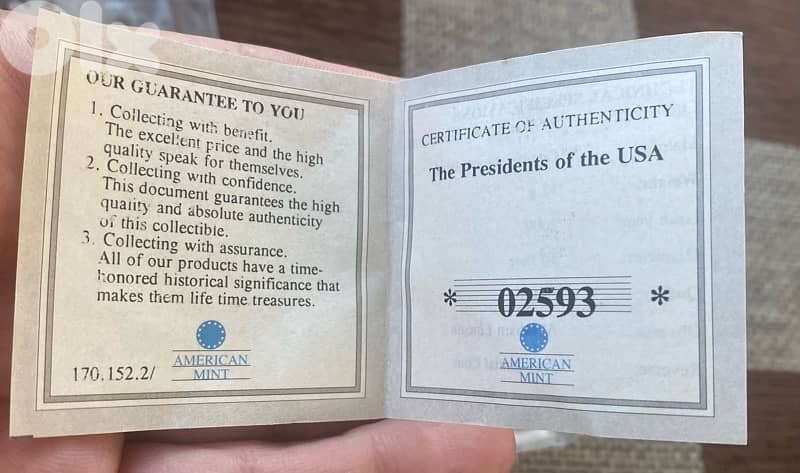 olx
OUR GUARANTEE TO YOU
1. Collecting with benefit.
The excellent price and the high
quality speak for themselves.
2. Collecting with confidence.
This document guarantees the high
quality and absolute authenticity
of this collectible.
3. Collecting with assurance.
All of our products have a time-
honored historical significance that
makes them life time treasures.
170.152.2/
AMERICAN
MINT
CERTIFICATE OF AUTHENTICITY
The Presidents of the USA
* 02593 *
AMERICAN
MINT